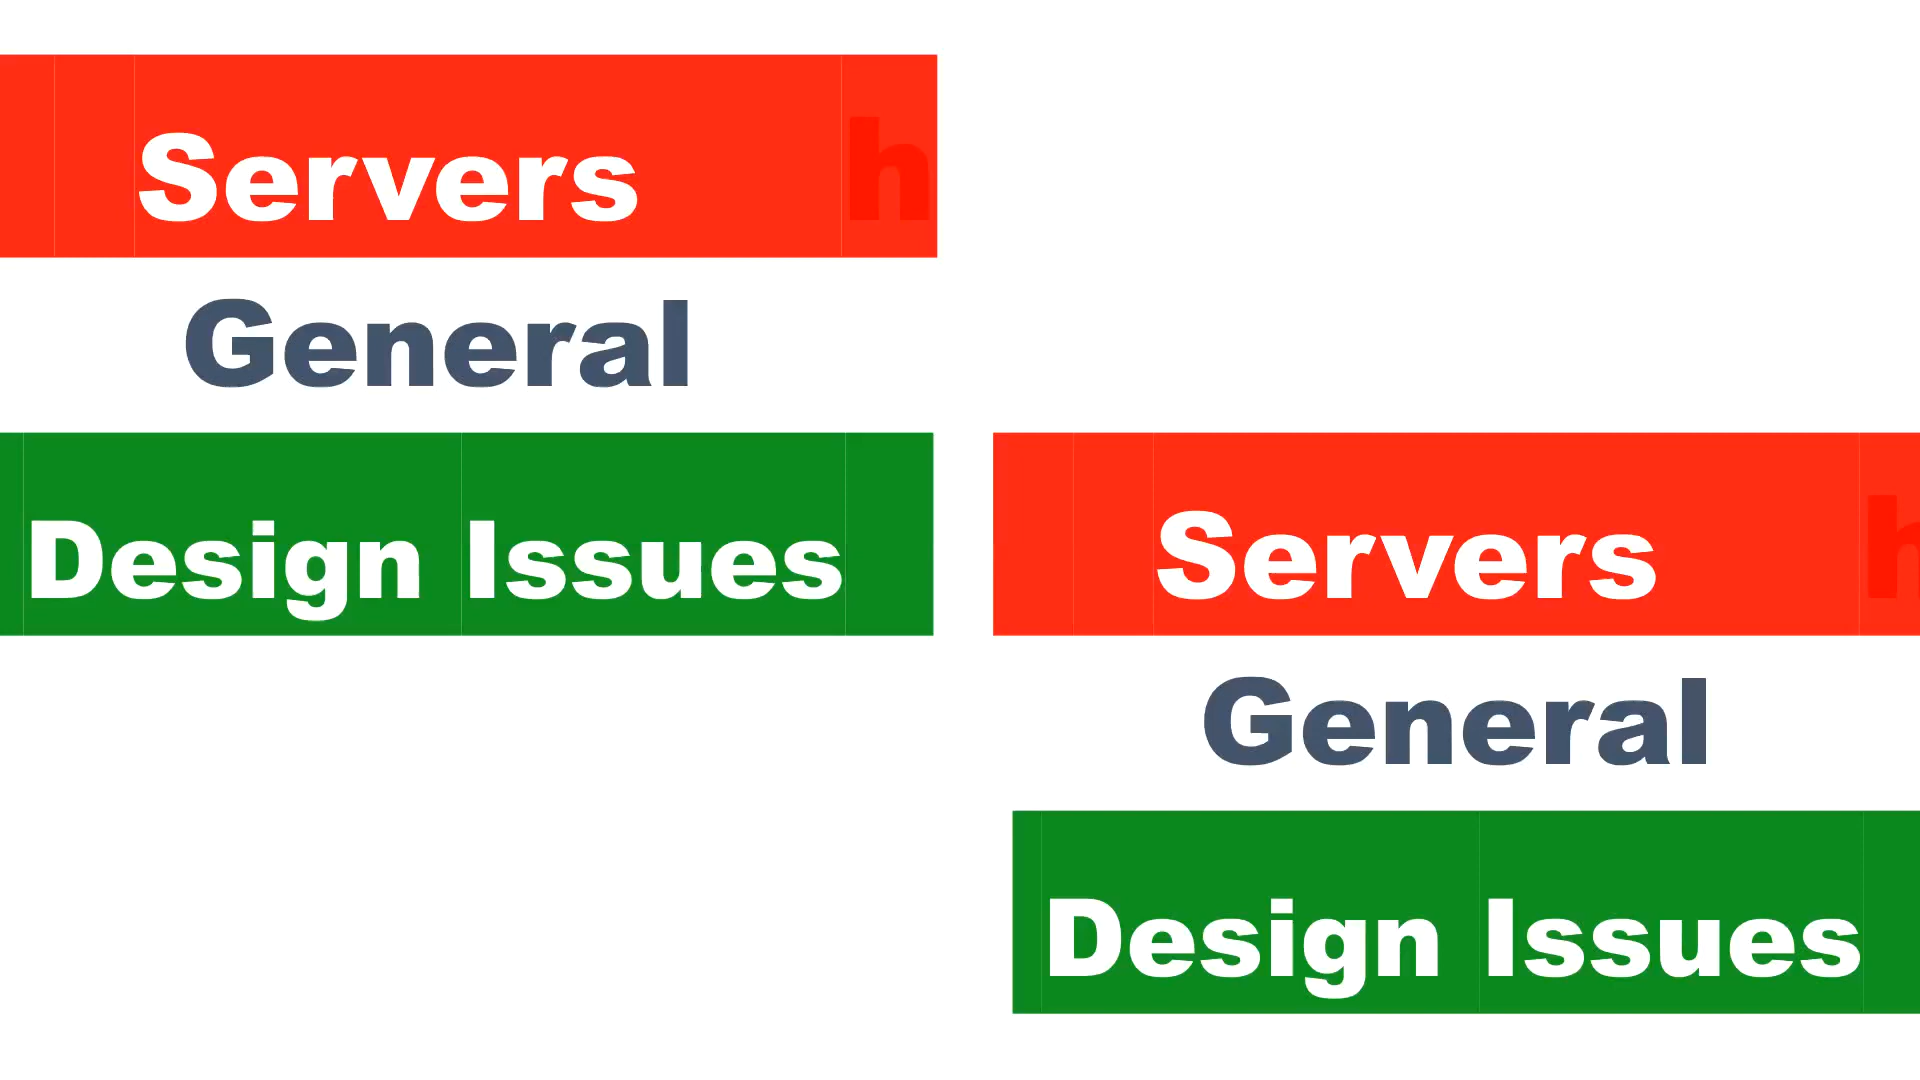 Servers h
General
Design Issues
Servers h
General
Design Issues